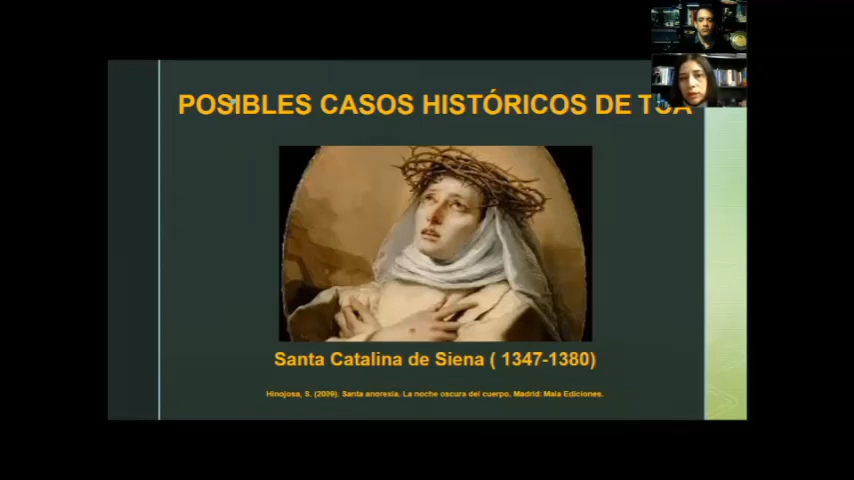 POSIBLES CASOS HISTÓRICOS DE TCA
Santa Catalina de Siena ( 1347-1380)
Hinojosa, S. (2009). Santa anorexia. La noche oscura del cuerpo. Madrid: Maia Ediciones.